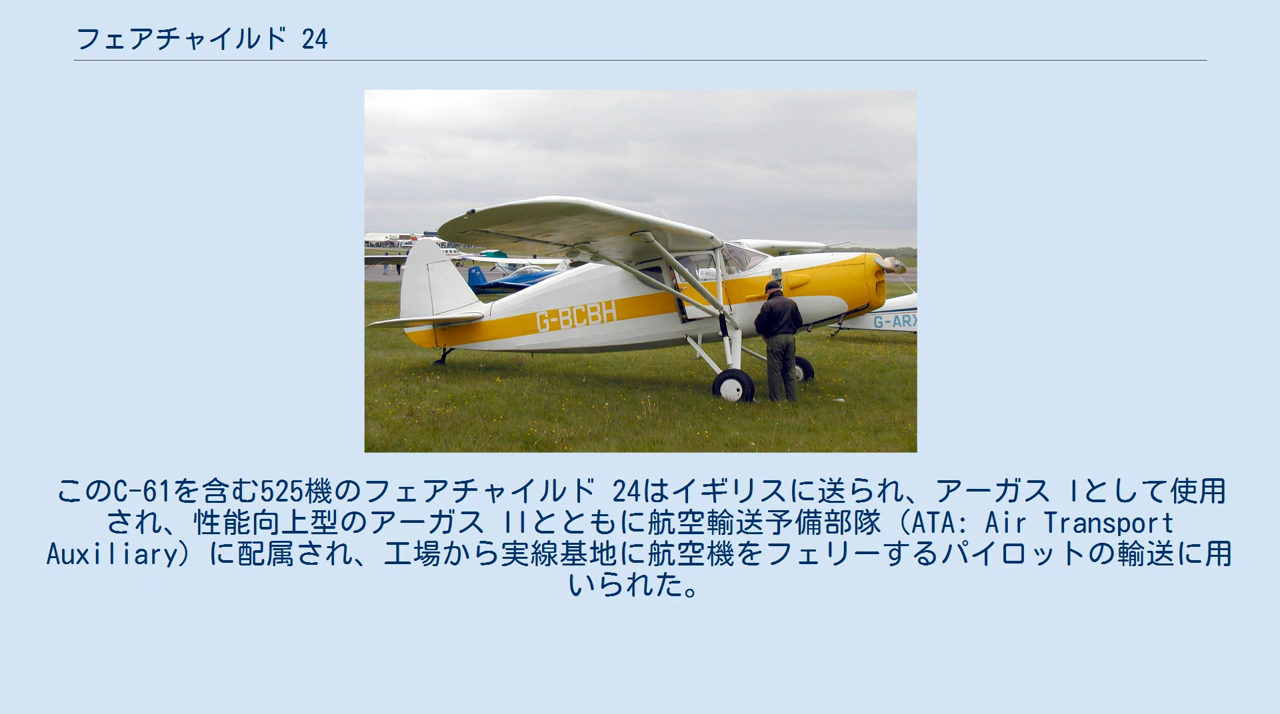 フェアチャイルド 24
G-BCBH
G-ARX
このC-61を含む525機のフェアチャイルド 24はイギリスに送られ、アーガス Iとして使用
され、性能向上型のアーガス IIとともに航空輸送予備部隊（ATA: Air Transport
Auxiliary）に配属され、工場から実線基地に航空機をフェリーするパイロットの輸送に用
いられた。